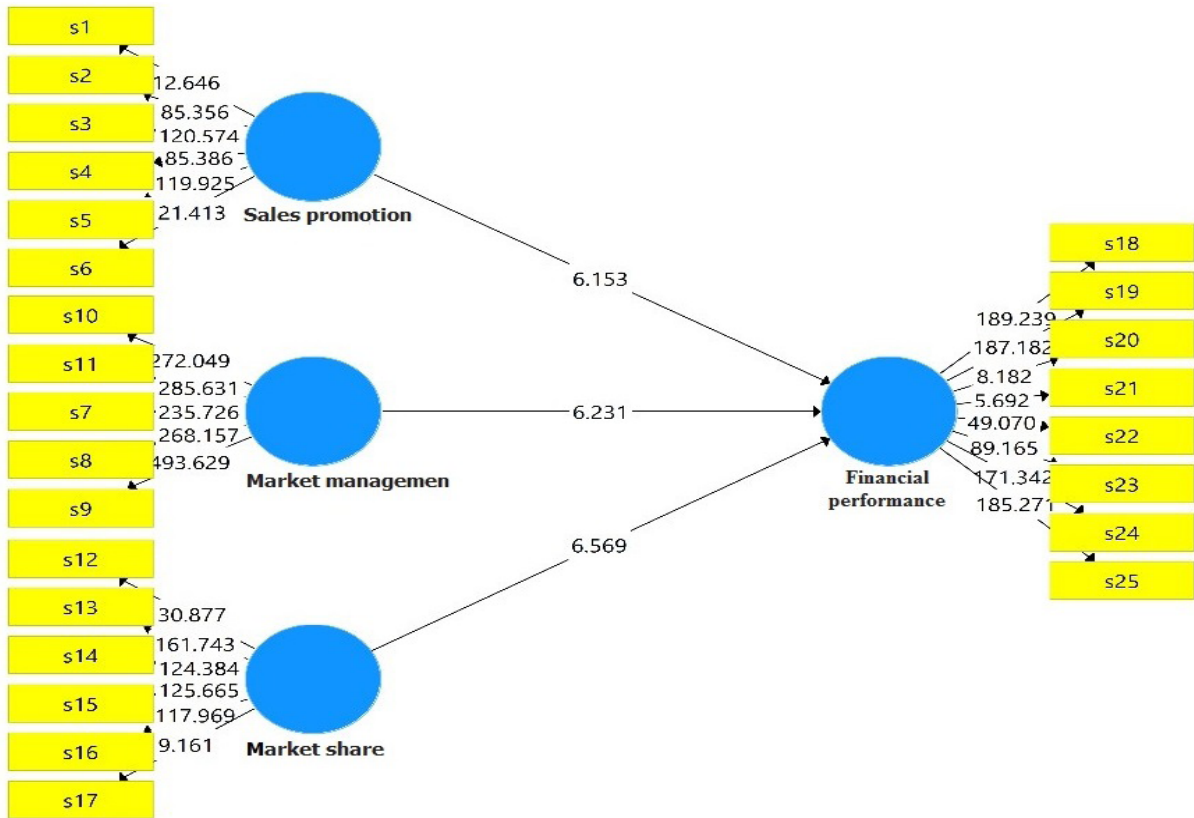 s1
s2
s3
s4
s5
s6
12.646
85.356
120.574
85.386
119.925
21.413
Sales promotion
s10
s11
s7
s8
s9
272.049
285.631
235.726
268.157
493.629
Market managemen
s12
s13
s14
s15
s16
s17
30.877
161.743
124.384
125.665
117.969
9.161
Market share
6.153
6.231
6.569
Financial
performance
189.239
187.182
8.182
5.692
49.070
89.165
171.342
185.271
s18
s19
s20
s21
s22
s23
s24
s25